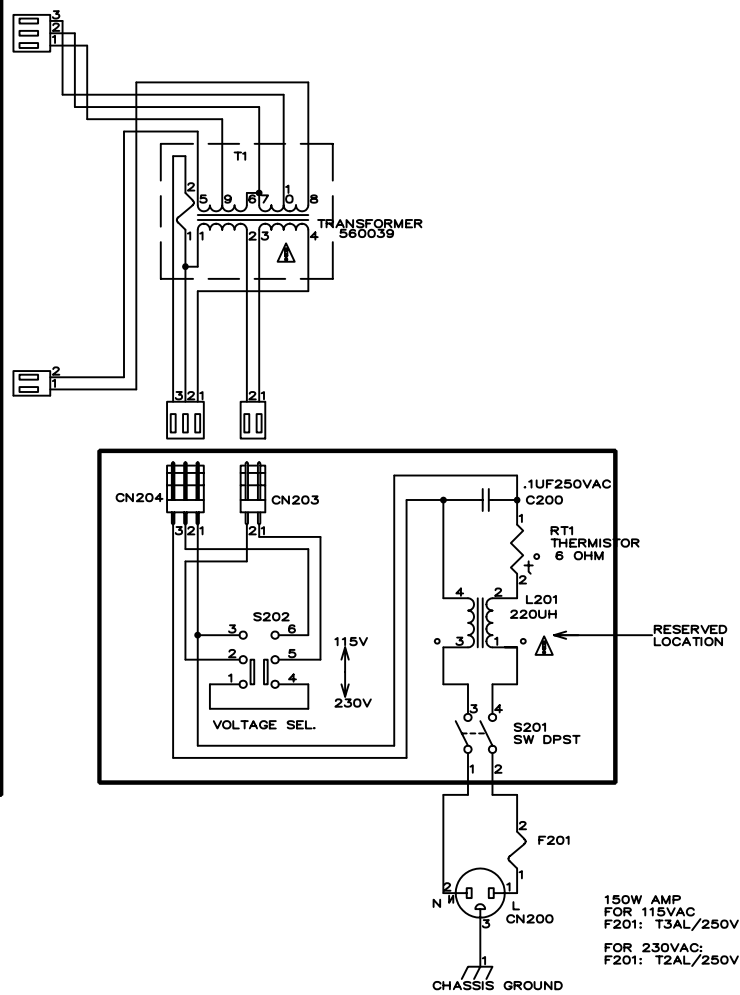 3
2
1
T1
2
5 9 6 7 10 8
1 1 2 3 4
TRANSFORMER
560039
2
1
3 2 1
2 1
CN204
CN203
3 2 1
2 1
.1UF250VAC
C200
1
RT1
THERMISTOR
6 OHM
t
2
4 2
L201
220UH
3 1
RESERVED
LOCATION
S202
3 6
2 5
1 4
115V
230V
VOLTAGE SEL.
3 4
S201
SW DPST
1 2
2
F201
1
2 1
N
L
CN200
3
1
CHASSIS GROUND
150W AMP
FOR 115VAC
F201: T3AL/250V
FOR 230VAC:
F201: T2AL/250V